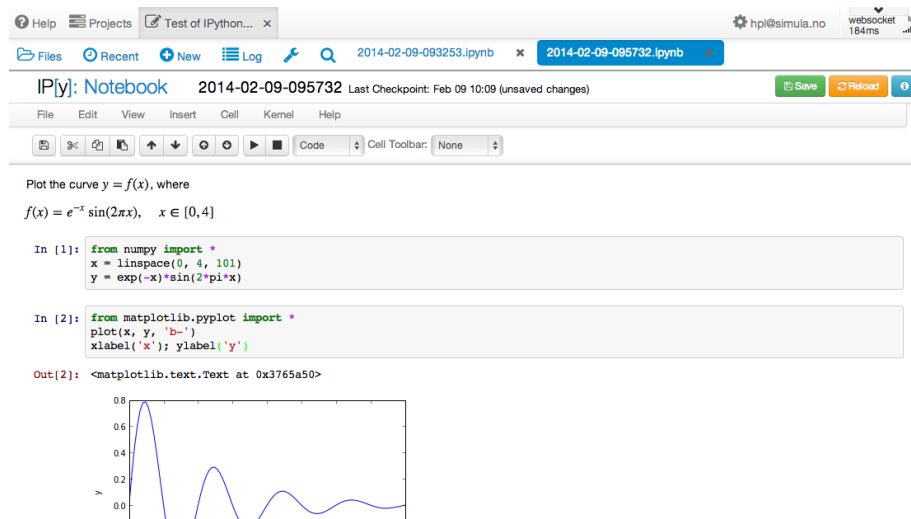 Help Projects Test of IPython... × hpl@simula.no websocket
184ms
Files Recent New Log 2014-02-09-093253.ipynb × 2014-02-09-095732.ipynb ×
IP[y]: Notebook 2014-02-09-095732 Last Checkpoint: Feb 09 10:09 (unsaved changes) Save Reload
File Edit View Insert Cell Kernel Help
Code Cell Toolbar: None
Plot the curve y = f(x), where
f(x) = e^{-x} sin(2πx), x ∈ [0, 4]
In [1]: from numpy import *
x = linspace(0, 4, 101)
y = exp(-x)*sin(2*pi*x)
In [2]: from matplotlib.pyplot import *
plot(x, y, 'b-')
xlabel('x'); ylabel('y')
Out[2]: <matplotlib.text.Text at 0x3765a50>
0.8
0.6
0.4
0.2
y
0.0